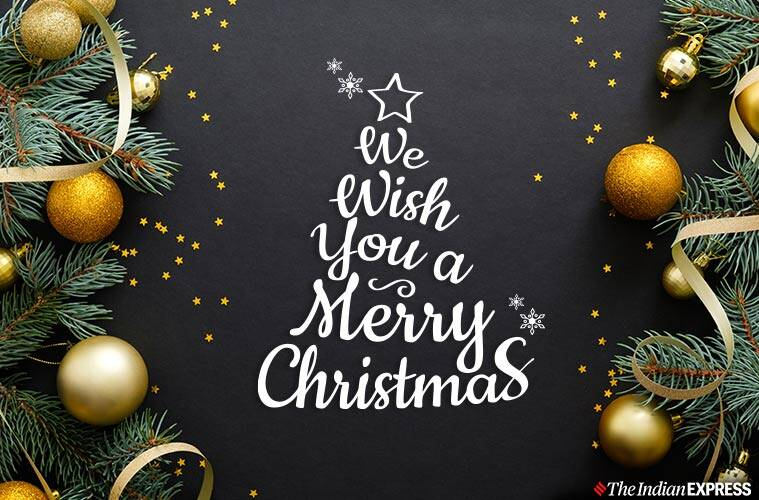 We
Wish
You a
Merry
Christmas
The Indian EXPRESS